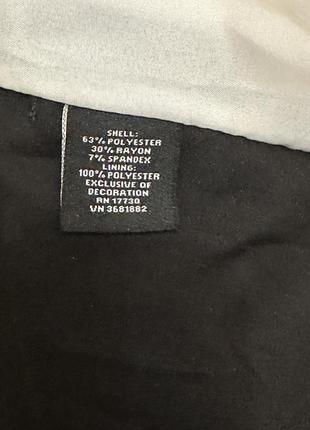 SHELL:
63% POLYESTER
30% RAYON
7% SPANDEX
LINING:
100% POLYESTER
EXCLUSIVE OF
DECORATION
RN 17730
VN 3681882